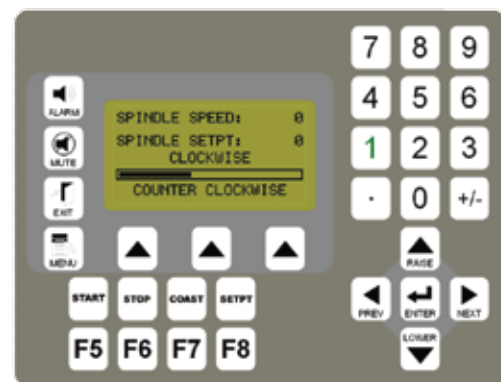 7 8 9
ALARM
4 5 6
SPINDLE SPEED: 0
SPINDLE SETPT: 0
MUTE
1 2 3
CLOCKWISE
COUNTER CLOCKWISE
EXIT
. 0 +/-
MENU
RAISE
START STOP COAST SETPT
PREV ENTER NEXT
F5 F6 F7 F8
LOWER